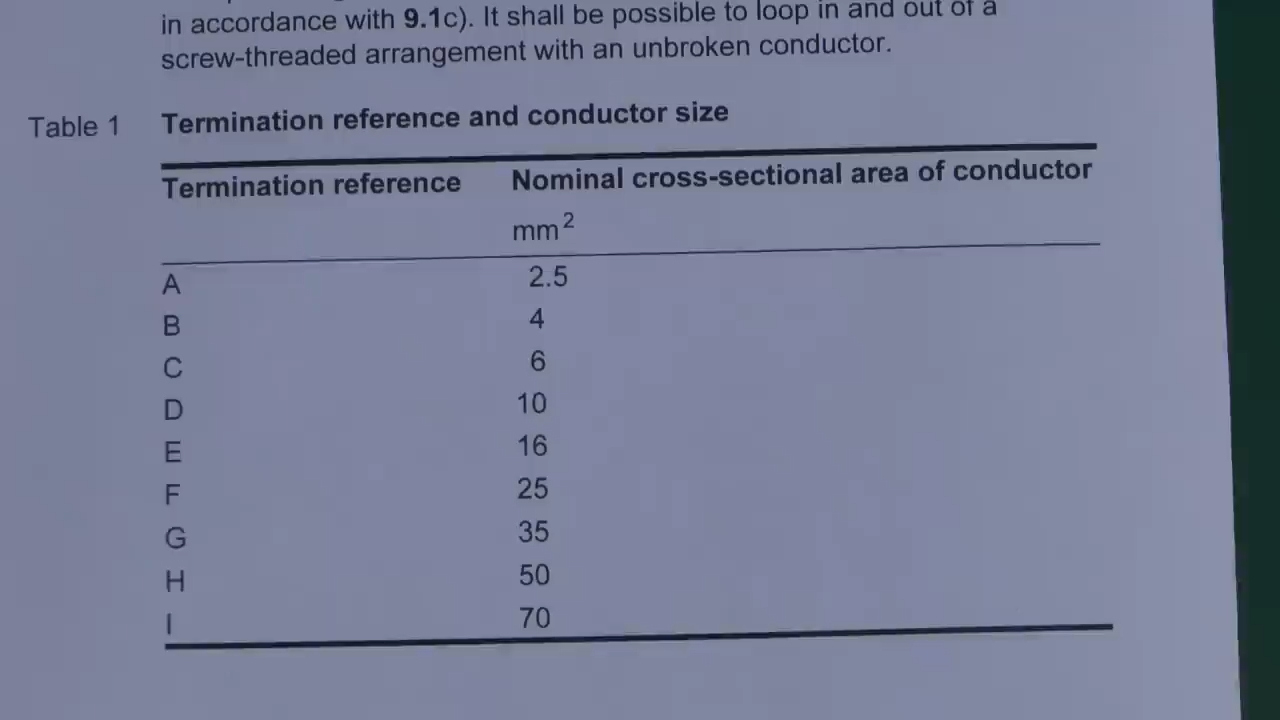 in accordance with 9.1c). It shall be possible to loop in and out of a
screw-threaded arrangement with an unbroken conductor.
Table 1 Termination reference and conductor size
Termination reference Nominal cross-sectional area of conductor
mm²
A 2.5
B 4
C 6
D 10
E 16
F 25
G 35
H 50
I 70